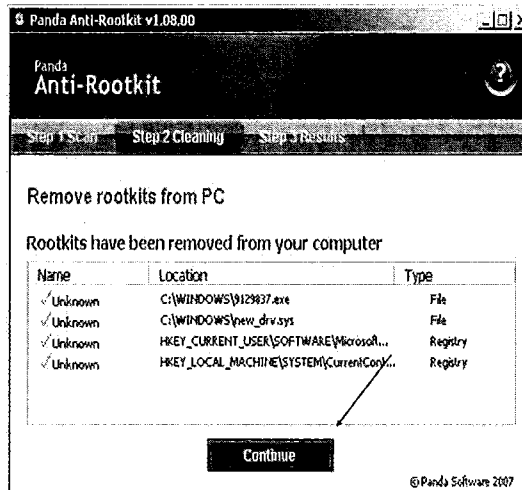 Panda Anti-Rootkit v1.08.00
Panda
Anti-Rootkit
?
Step 1 Scan Step 2 Cleaning Step 3 Results
Remove rootkits from PC
Rootkits have been removed from your computer
Name Location Type
Unknown C:\WINDOWS\9129837.exe File
Unknown C:\WINDOWS\new_drv.sys File
Unknown HKEY_CURRENT_USER\SOFTWARE\Microsoft... Registry
Unknown HKEY_LOCAL_MACHINE\SYSTEM\CurrentCont... Registry
Continue
©Panda Software 2007